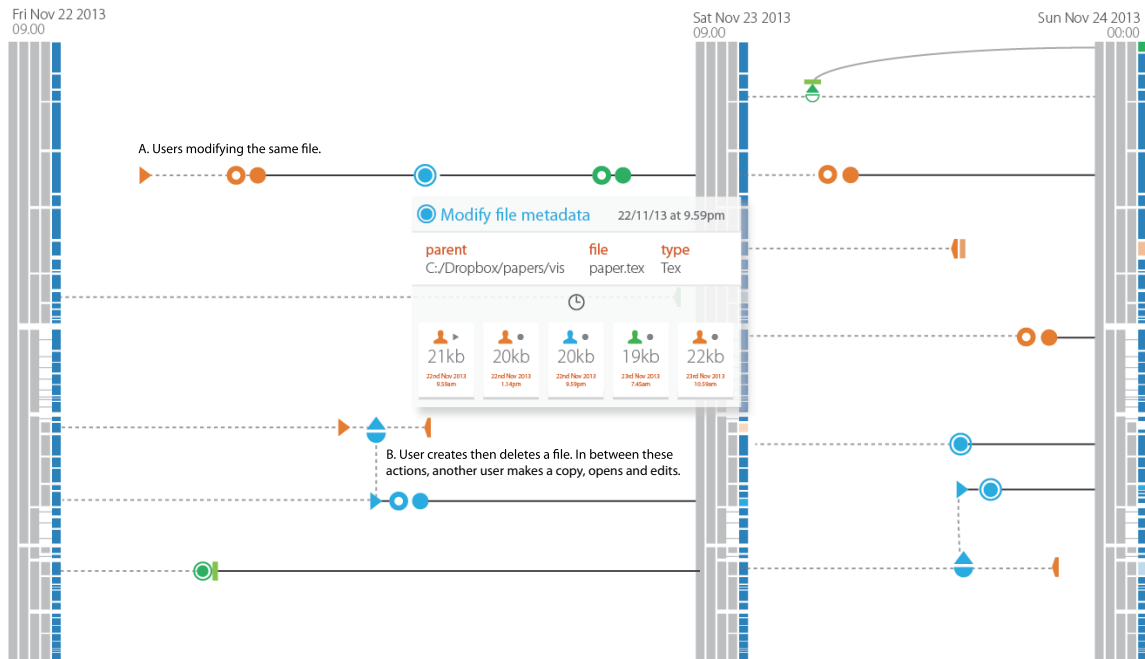 Fri Nov 22 2013
09.00
Sat Nov 23 2013
09.00
Sun Nov 24 2013
00:00
A. Users modifying the same file.
Modify file metadata 22/11/13 at 9.59pm
parent file type
C:/Dropbox/papers/vis paper.tex Tex
21kb 20kb 20kb 19kb 22kb
22nd Nov 2013 22nd Nov 2013 22nd Nov 2013 23rd Nov 2013 23rd Nov 2013
9.59am 1.14pm 9.59pm 7.45am 10.59am
B. User creates then deletes a file. In between these
actions, another user makes a copy, opens and edits.